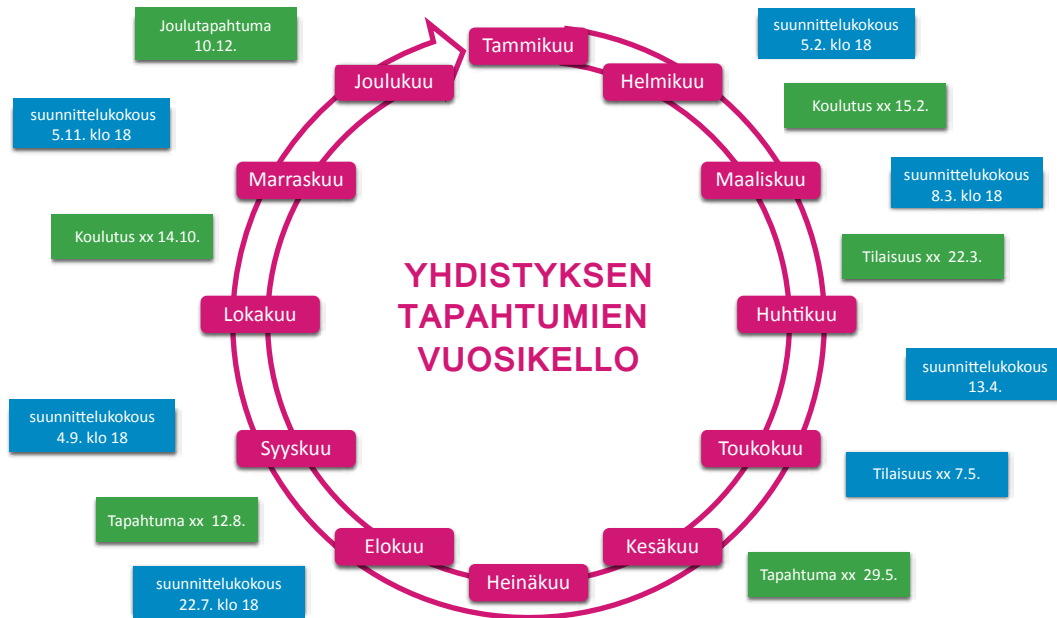 Joulutapahtuma
10.12.
Tammikuu
suunnittelukokous
5.2. klo 18
Joulukuu
Helmikuu
Koulutus xx 15.2.
suunnittelukokous
5.11. klo 18
Marraskuu
Maaliskuu
suunnittelukokous
8.3. klo 18
Koulutus xx 14.10.
Tilaisuus xx  22.3.
YHDISTYKSEN
TAPAHTUMIEN
VUOSIKELLO
Lokakuu
Huhtikuu
suunnittelukokous
13.4.
suunnittelukokous
4.9. klo 18
Syyskuu
Toukokuu
Tilaisuus xx 7.5.
Tapahtuma xx  12.8.
Elokuu
Kesäkuu
Heinäkuu
Tapahtuma xx  29.5.
suunnittelukokous
22.7. klo 18